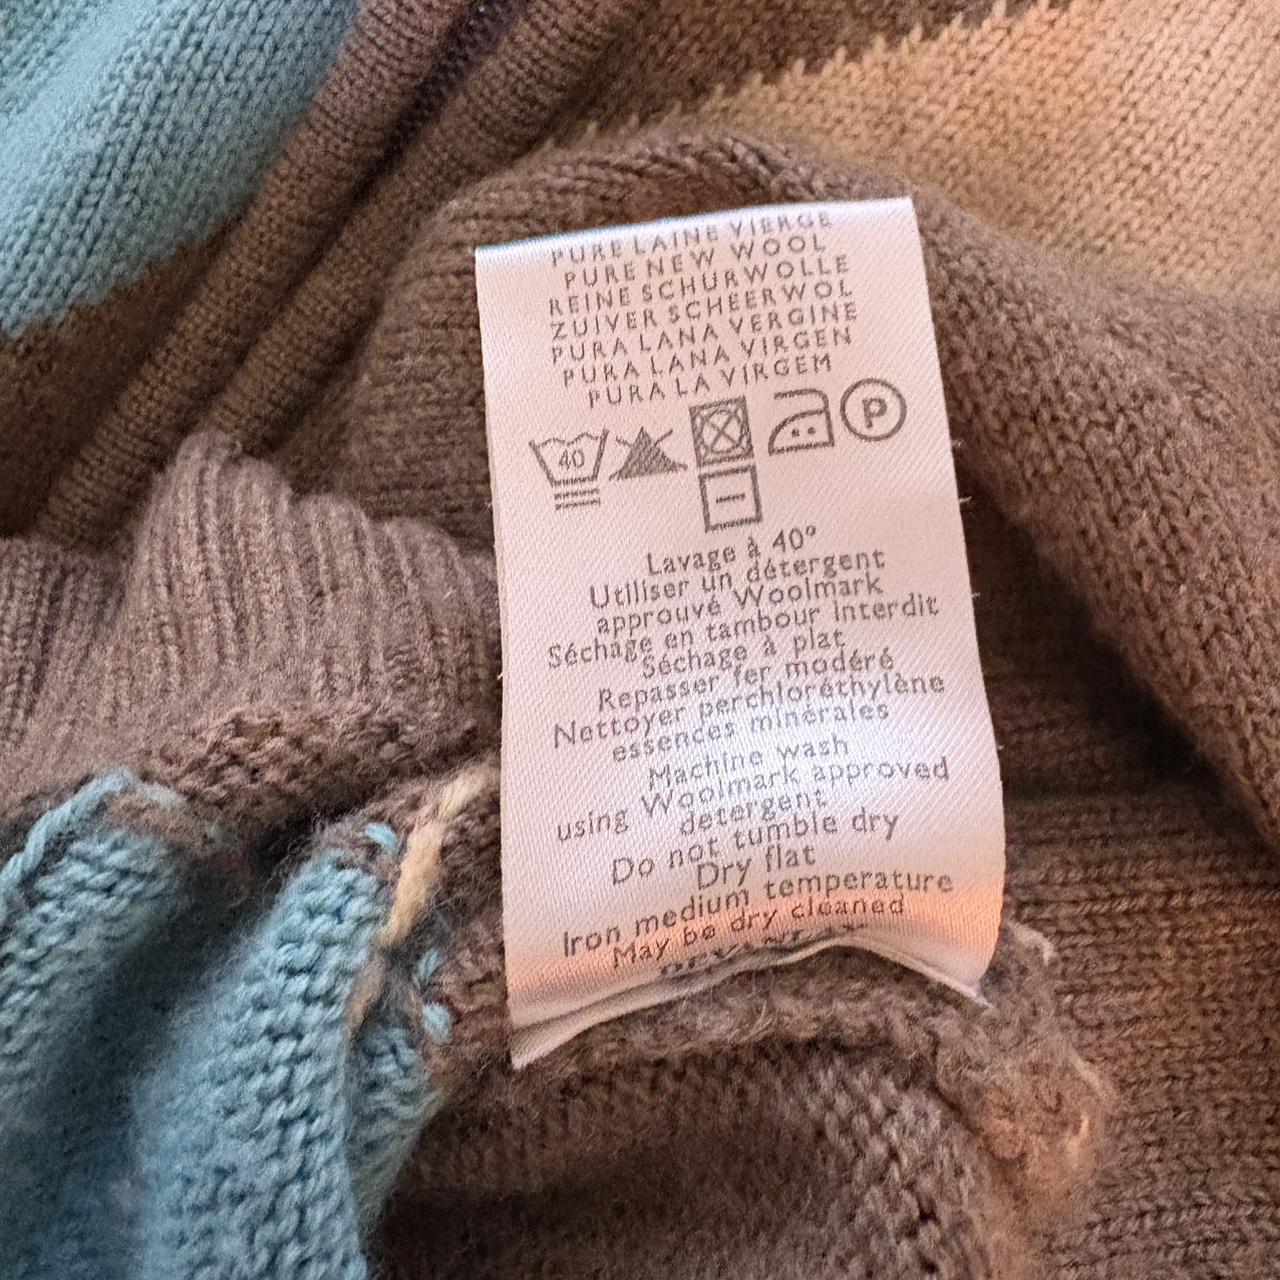 PURE LAINE VIERGE
PURE NEW WOOL
REINE SCHURWOLLE
ZUIVER SCHEERWOL
PURA LANA VERGINE
PURA LANA VIRGEN
PURA LÃ VIRGEM
40 P
Lavage à 40°
Utiliser un détergent
approuvé Woolmark
Séchage en tambour interdit
Séchage à plat
Repasser fer modéré
Nettoyer perchloréthylène
essences minérales
Machine wash
using Woolmark approved
detergent
Do not tumble dry
Dry flat
Iron medium temperature
May be dry cleaned